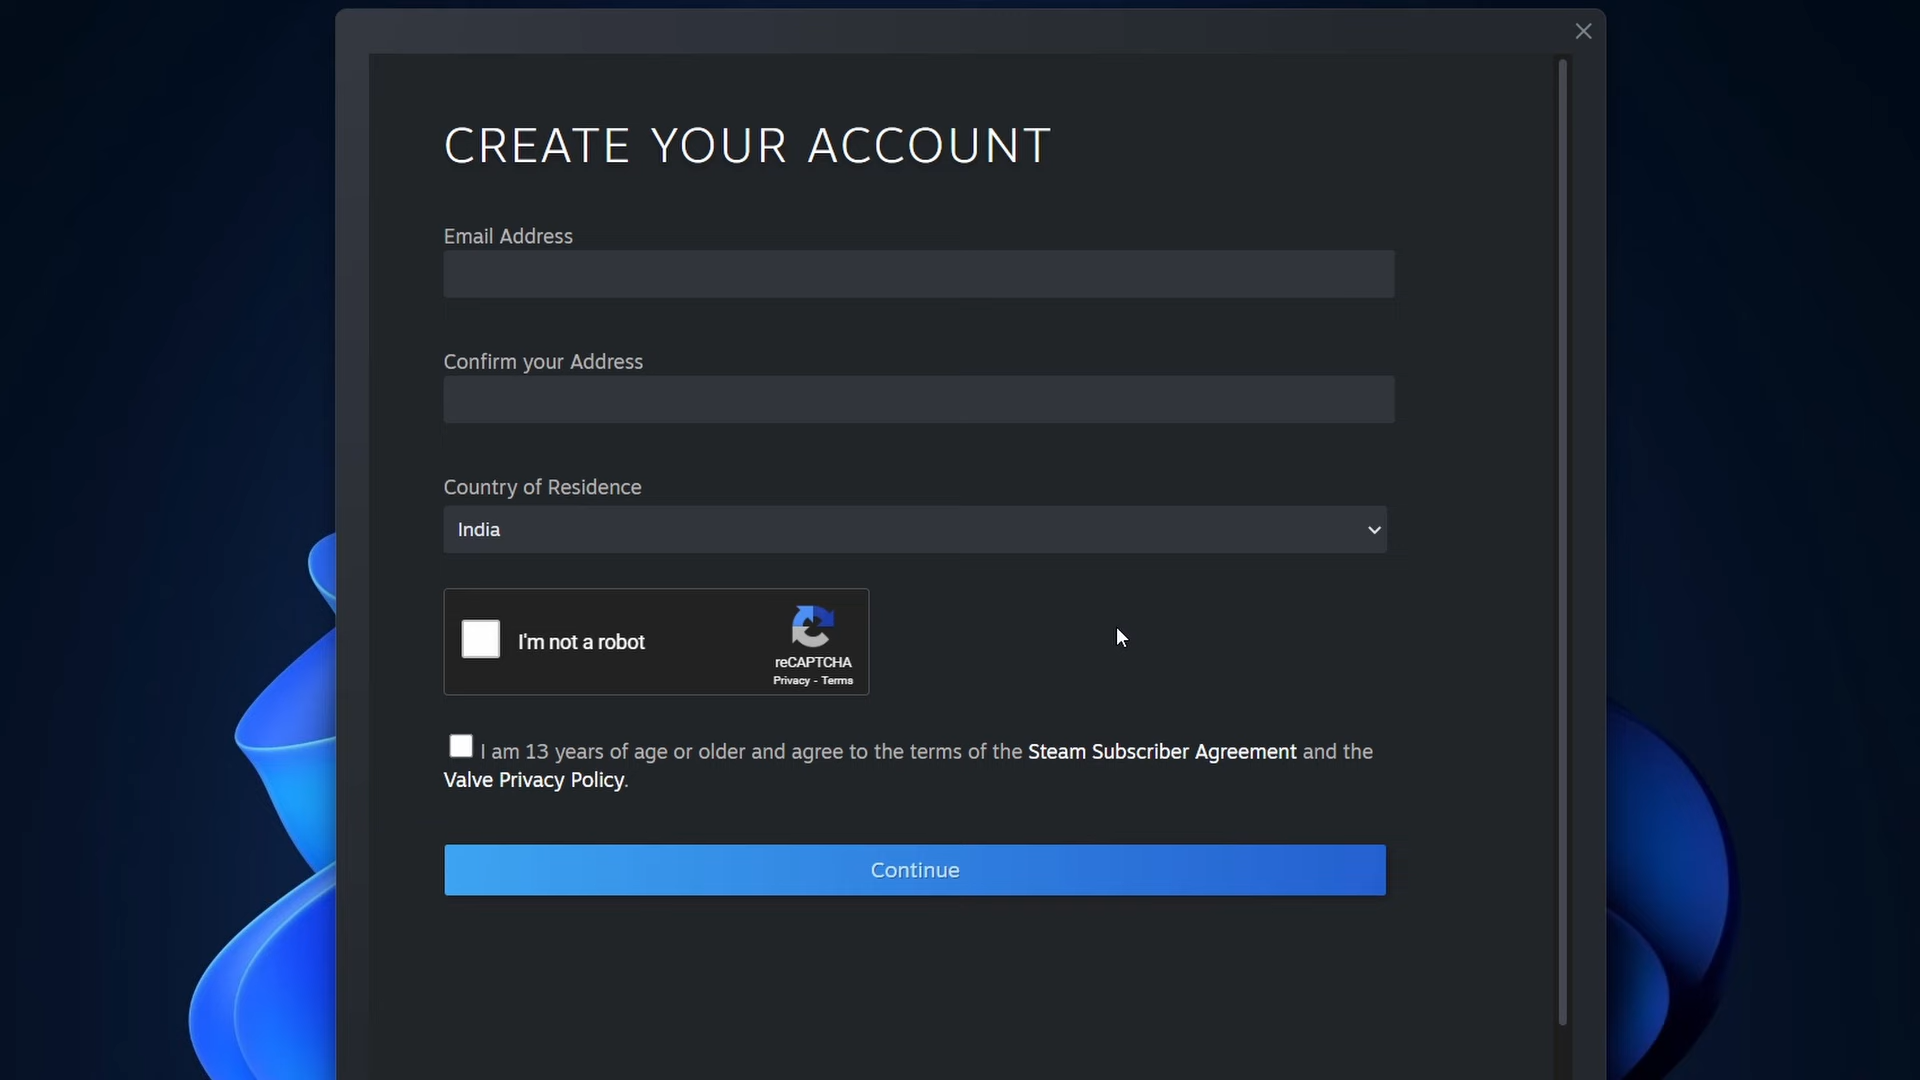 CREATE YOUR ACCOUNT
Email Address
Confirm your Address
Country of Residence
India
I'm not a robot
reCAPTCHA
Privacy - Terms
I am 13 years of age or older and agree to the terms of the Steam Subscriber Agreement and the
Valve Privacy Policy.
Continue